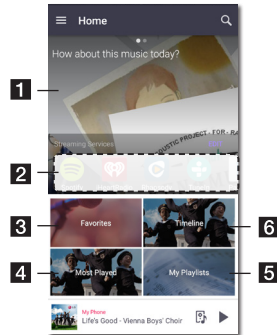 Home
How about this music today?
1
Streaming Services
2
3
Favorites
Timeline
6
4
Most Played
My Playlists
5
My Phone
Life's Good - Vienna Boys' Choir